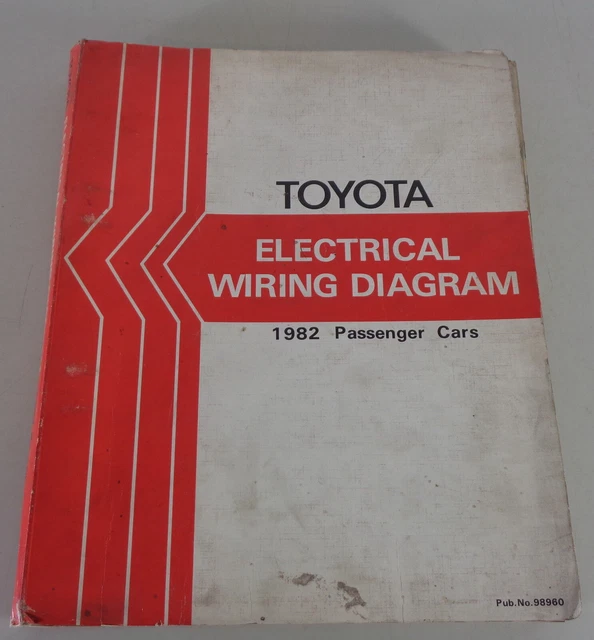 TOYOTA
ELECTRICAL
WIRING DIAGRAM
1982 Passenger Cars
Pub.No.98960